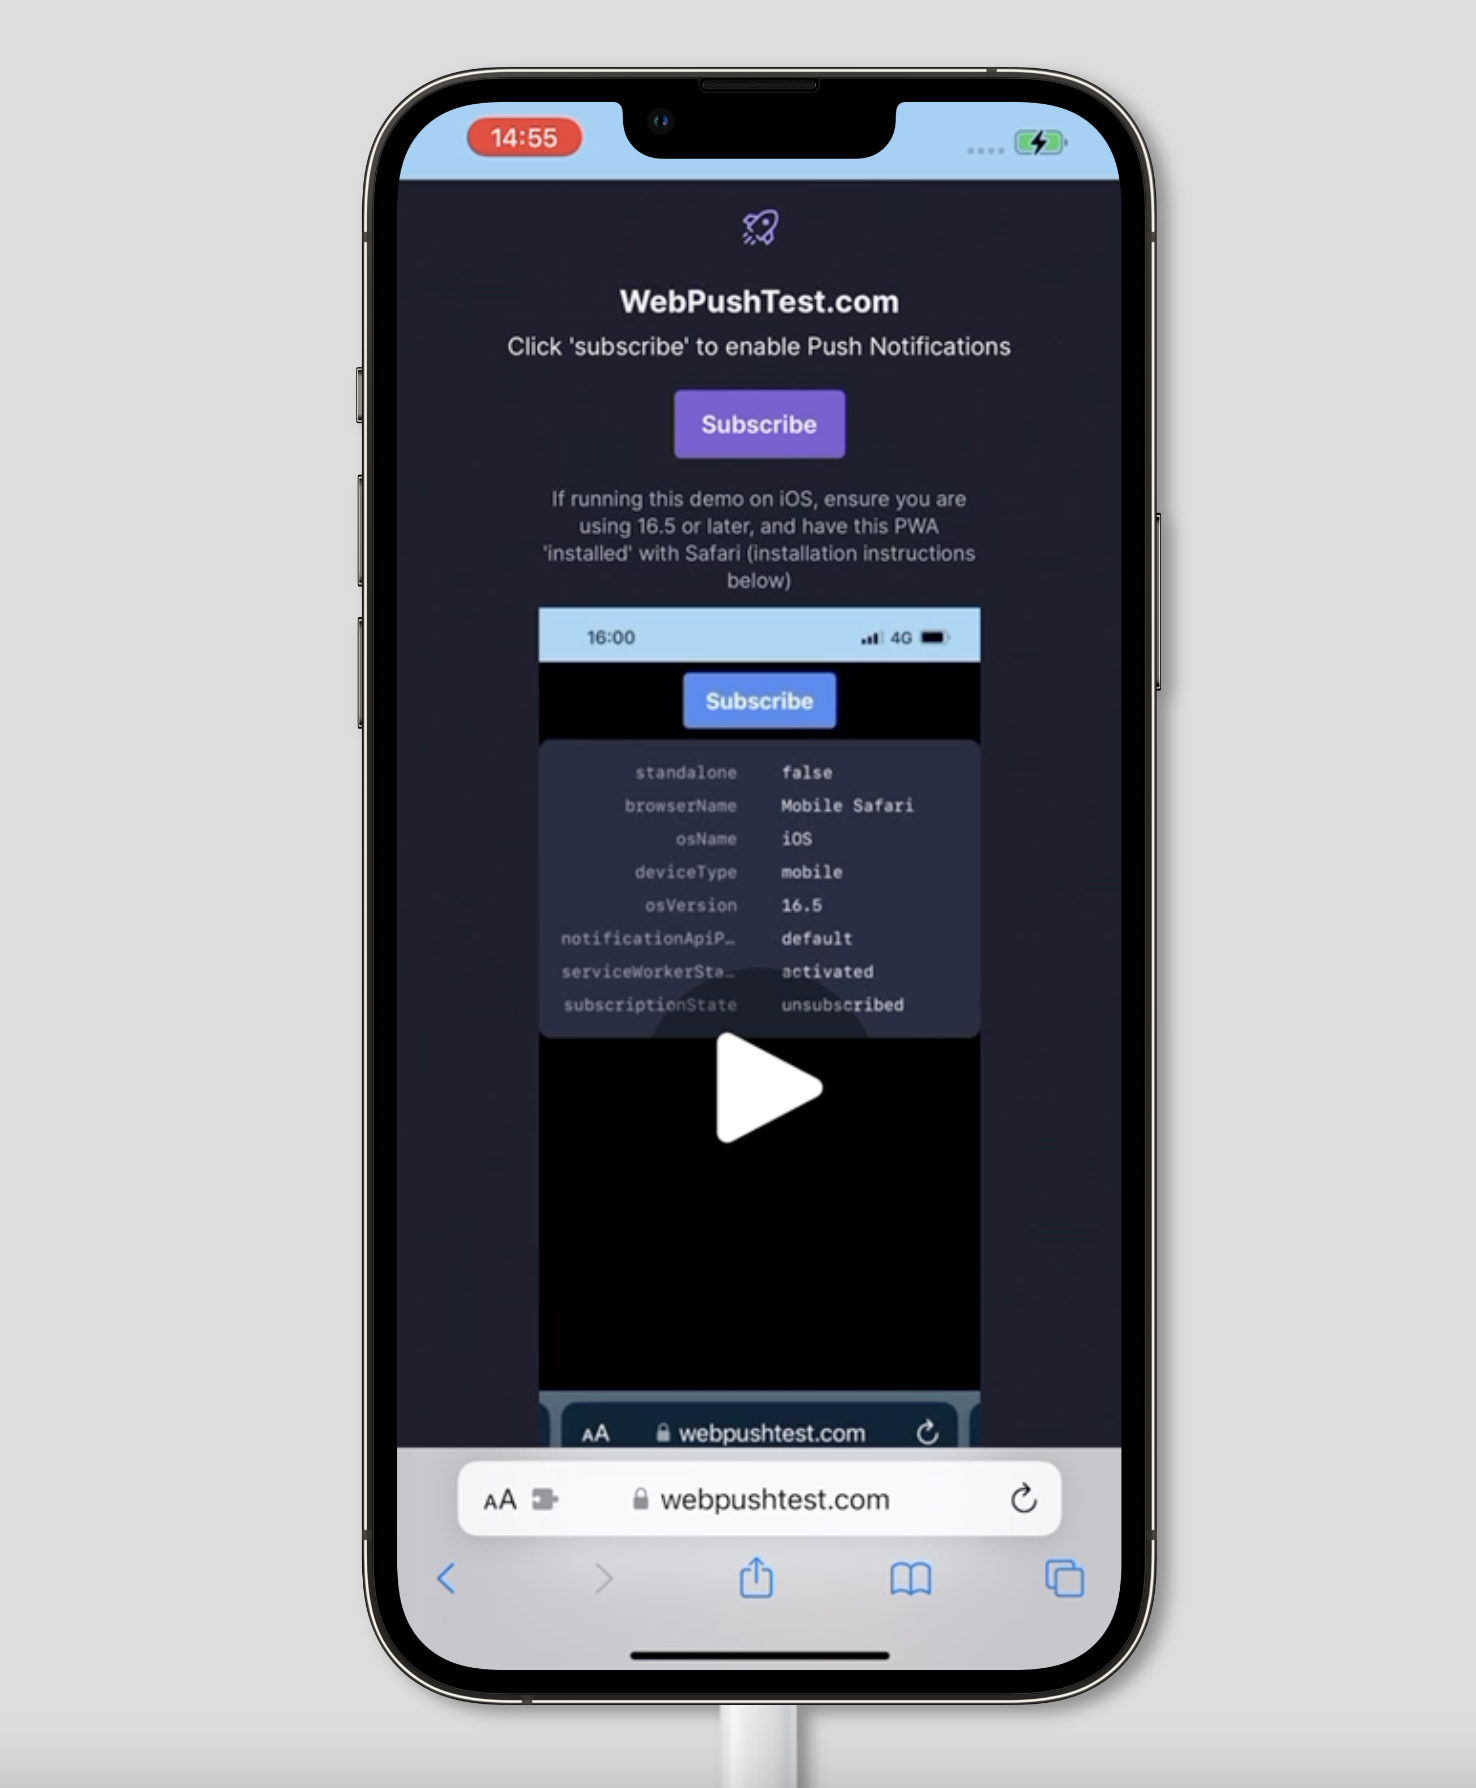 14:55
WebPushTest.com
Click 'subscribe' to enable Push Notifications
Subscribe
If running this demo on iOS, ensure you are
using 16.5 or later, and have this PWA
'installed' with Safari (installation instructions
below)
16:00 4G
Subscribe
standalone false
browserName Mobile Safari
osName iOS
deviceType mobile
osVersion 16.5
notificationApiP…  default
serviceWorkerSta… activated
subscriptionState unsubscribed
AA webpushtest.com
AA webpushtest.com